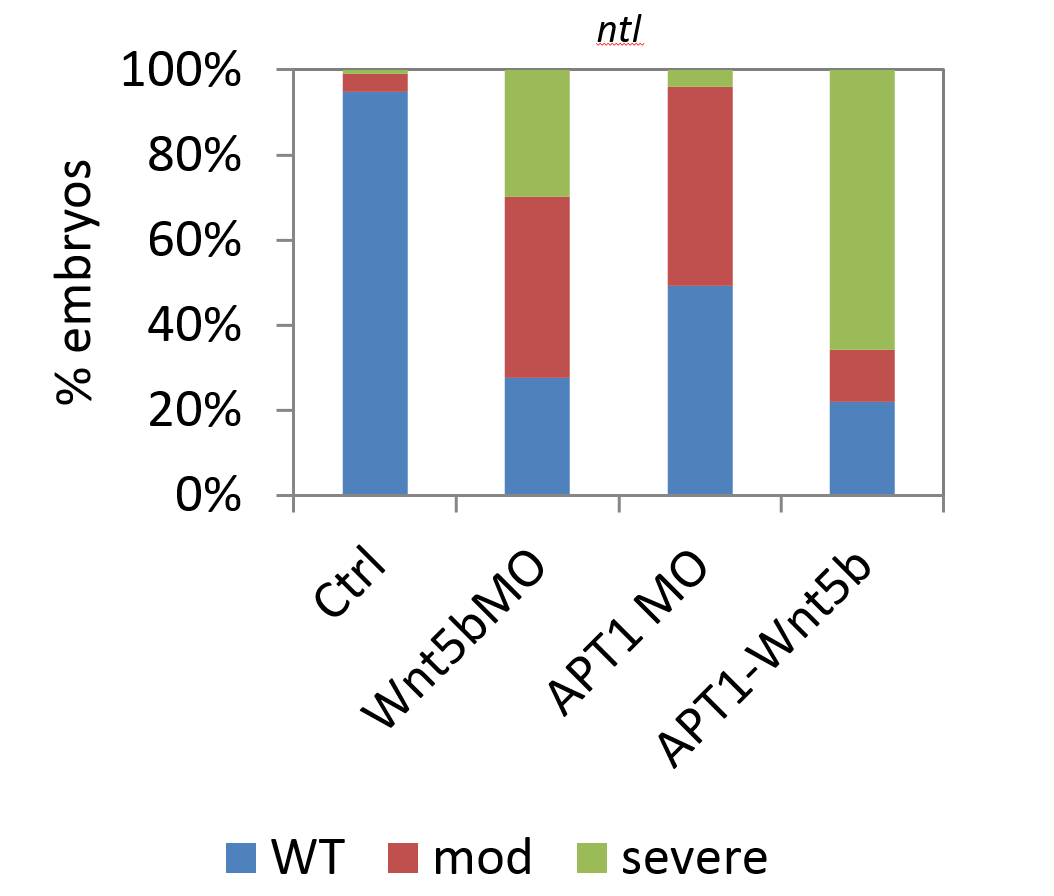 ntl
100%
80%
60%
40%
20%
0%
% embryos
Ctrl
Wnt5bMO
APT1 MO
APT1-Wnt5b
WT mod severe